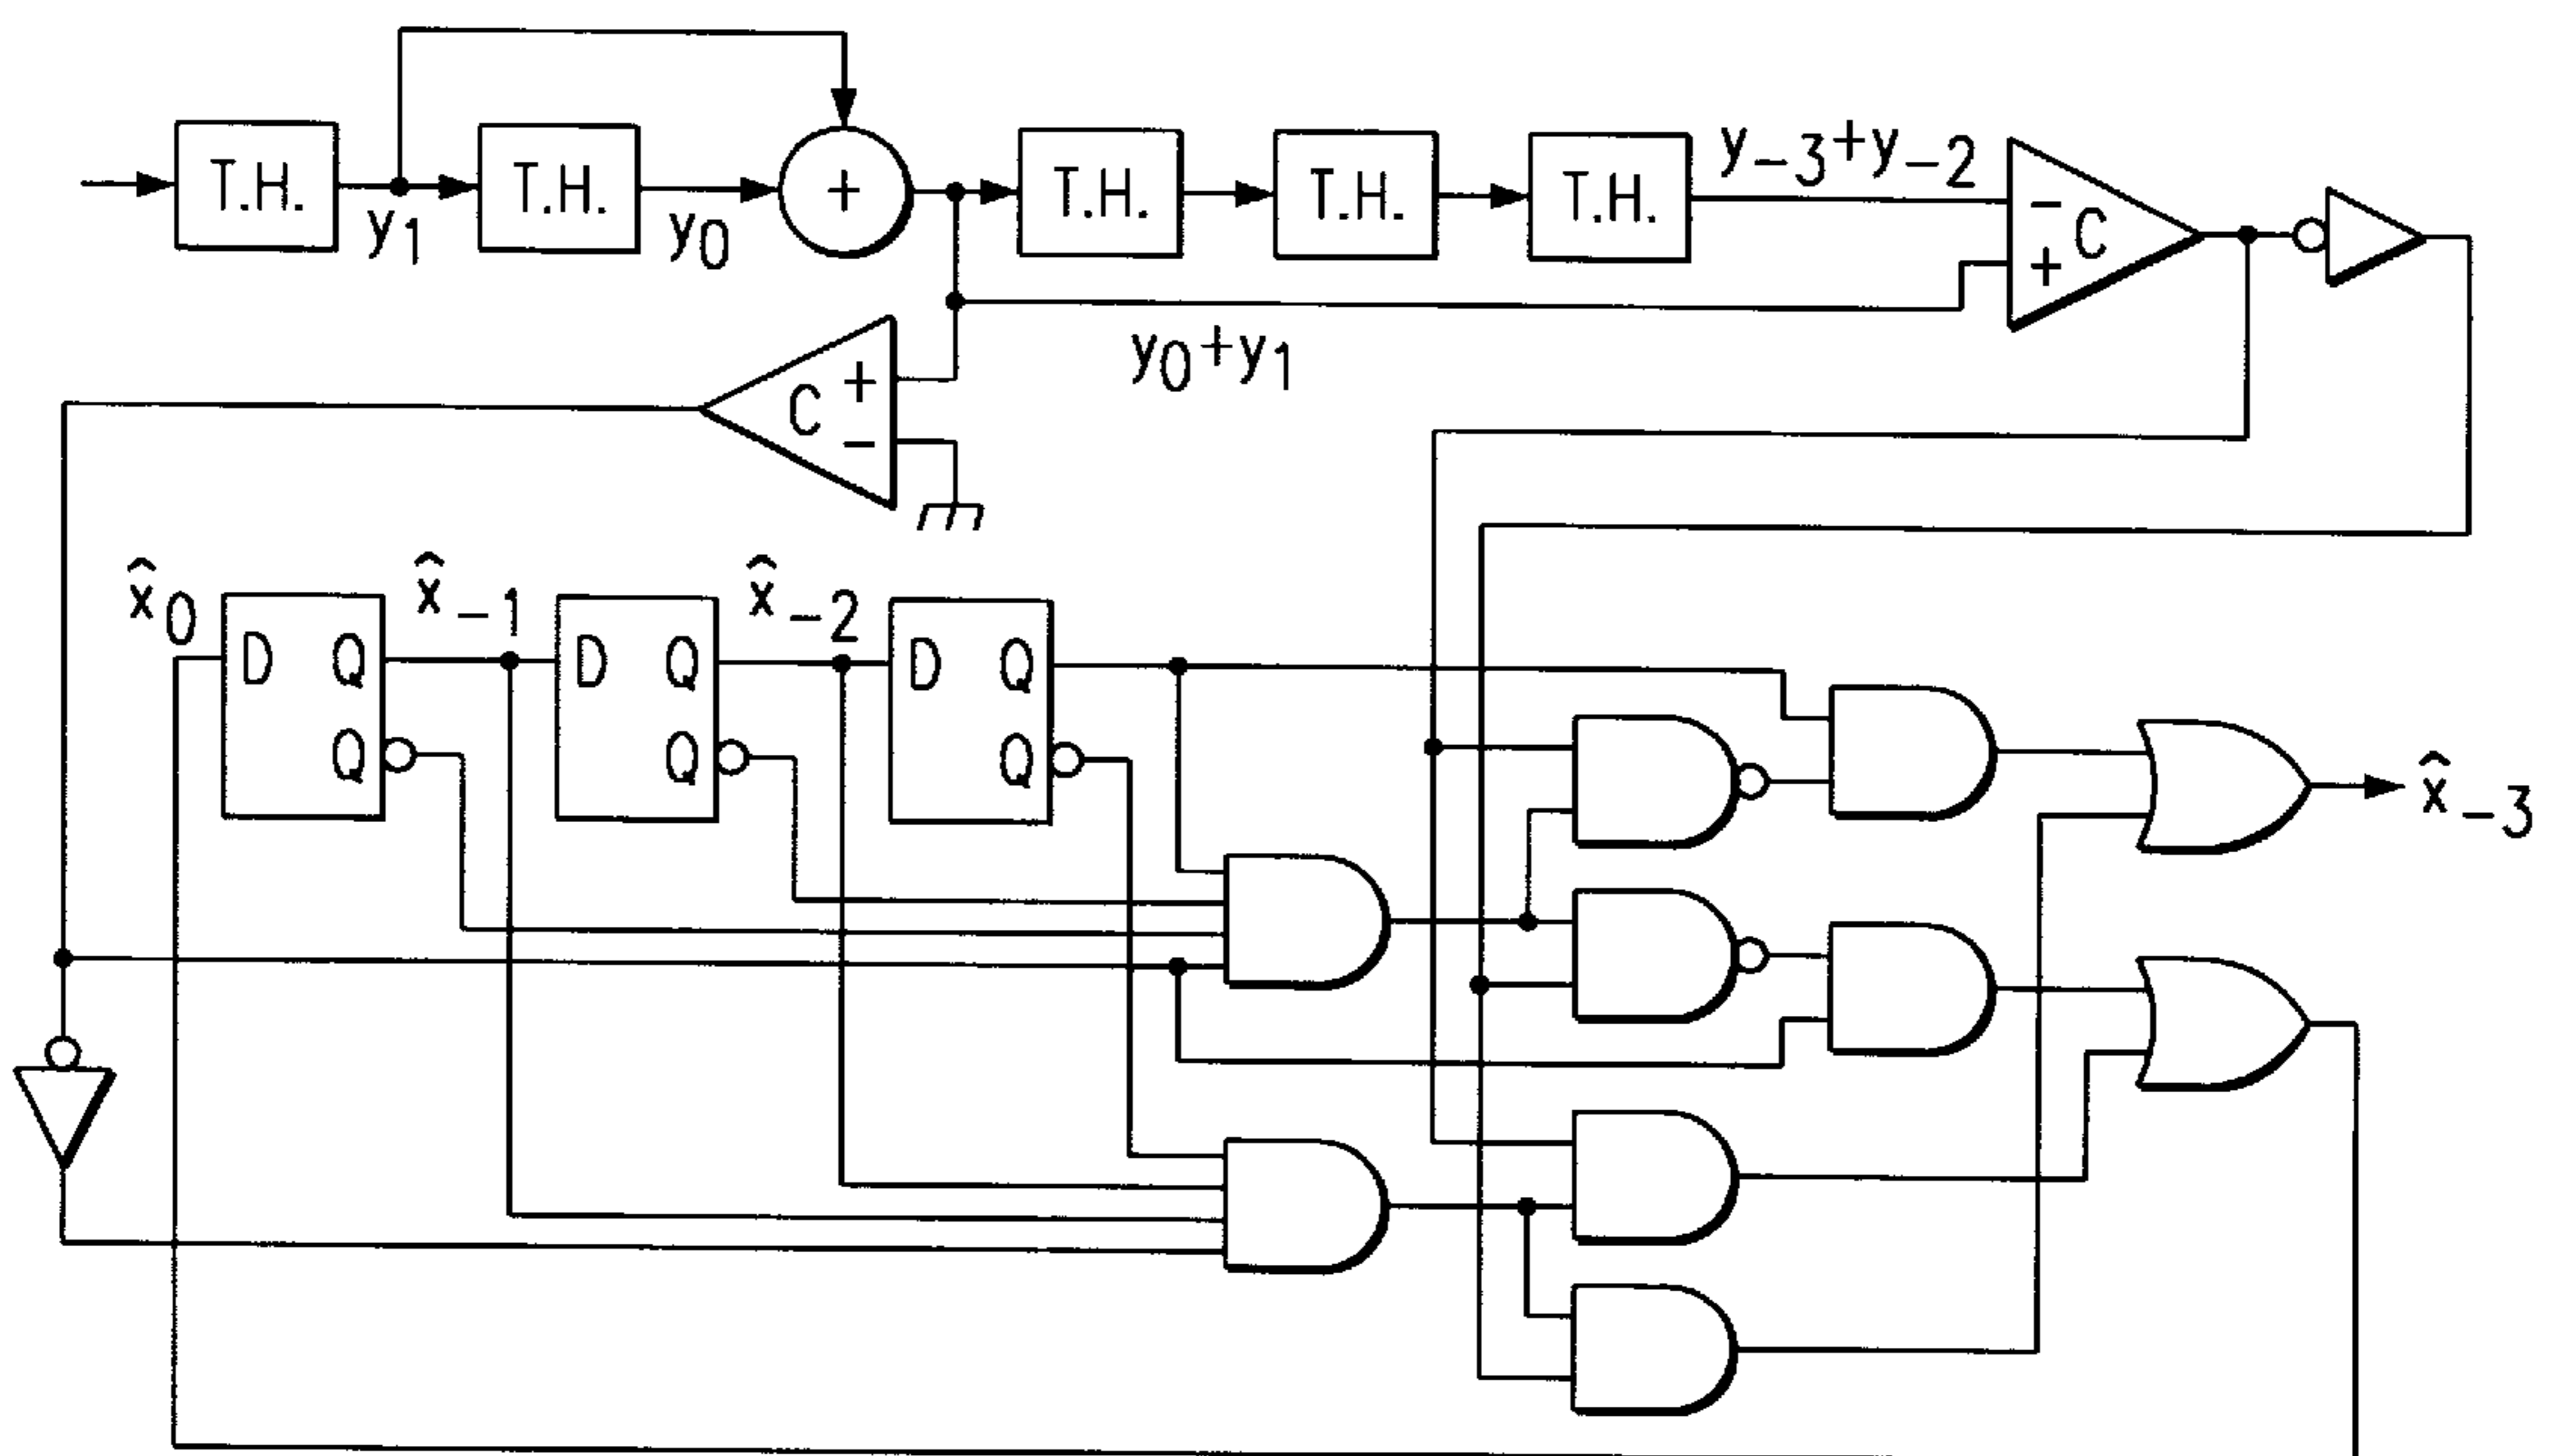 T.H. T.H. + T.H. T.H. T.H.
y₁ y₀ y₋₃+y₋₂
− C +
y₀+y₁
C + −
x̂₀ x̂₋₁ x̂₋₂
D Q D Q D Q
Q Q Q
x̂₋₃